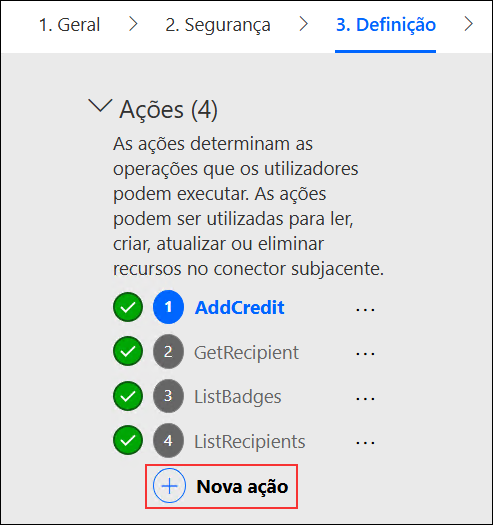 1. Geral > 2. Segurança > 3. Definição >
Ações (4)
As ações determinam as
operações que os utilizadores
podem executar. As ações
podem ser utilizadas para ler,
criar, atualizar ou eliminar
recursos no conector subjacente.
1 AddCredit ...
2 GetRecipient ...
3 ListBadges ...
4 ListRecipients ...
+ Nova ação